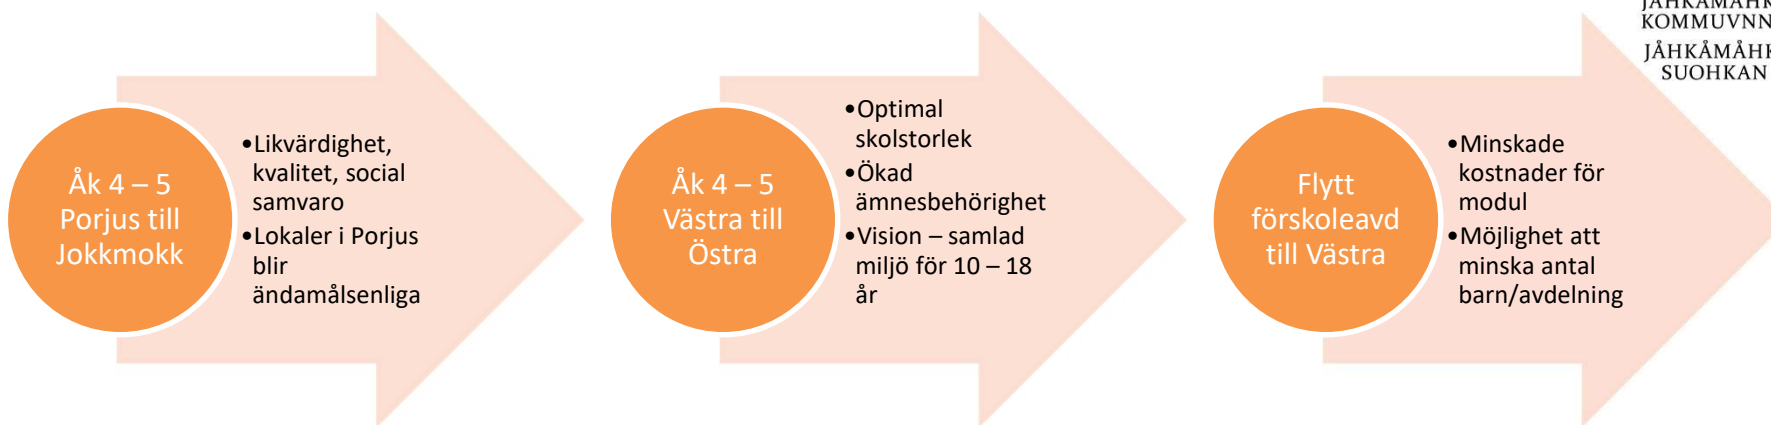 KOMMUVNN
JÅHKÅMÅHK
SUOHKAN
Åk 4 – 5
Porjus till
Jokkmokk
•Likvärdighet,
kvalitet, social
samvaro
•Lokaler i Porjus
blir
ändamålsenliga
Åk 4 – 5
Västra till
Östra
•Optimal
skolstorlek
•Ökad
ämnesbehörighet
•Vision – samlad
miljö för 10 – 18
år
Flytt
förskoleavd
till Västra
•Minskade
kostnader för
modul
•Möjlighet att
minska antal
barn/avdelning